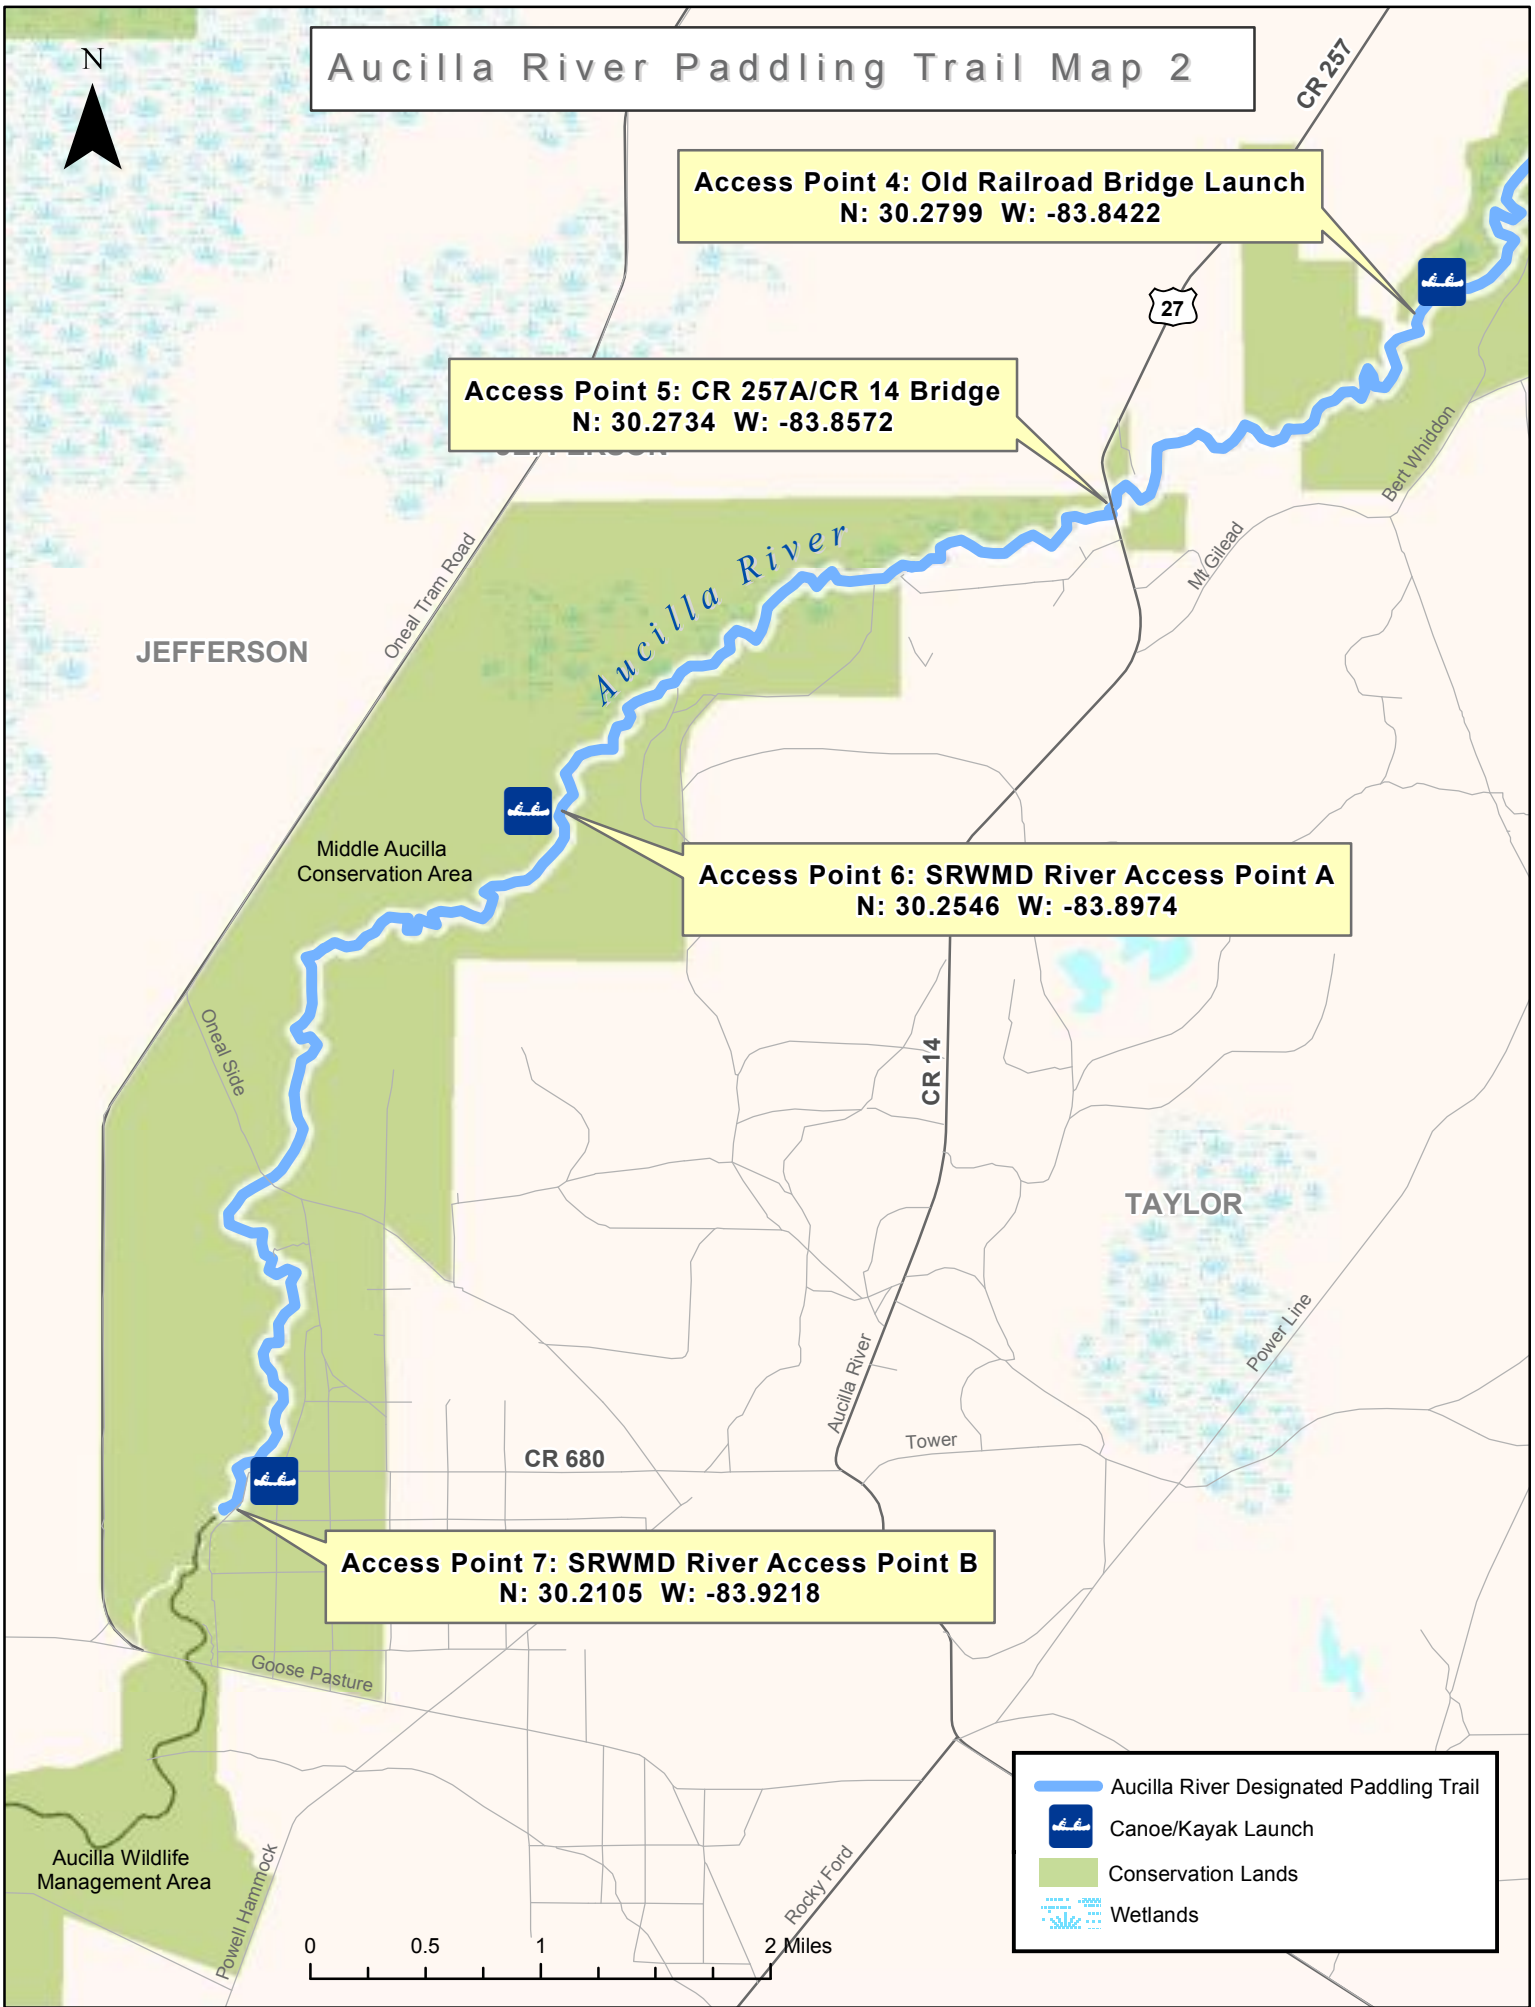 Aucilla River Paddling Trail Map 2
N
CR 257
Access Point 4: Old Railroad Bridge Launch
N: 30.2799 W: -83.8422
27
Access Point 5: CR 257A/CR 14 Bridge
N: 30.2734 W: -83.8572
Bert Whiddon
Mt Gilead
Aucilla River
Oneal Tram Road
JEFFERSON
Middle Aucilla
Conservation Area
Access Point 6: SRWMD River Access Point A
N: 30.2546 W: -83.8974
Oneal Side
CR 14
TAYLOR
Power Line
Aucilla River
Tower
CR 680
Access Point 7: SRWMD River Access Point B
N: 30.2105 W: -83.9218
Goose Pasture
Aucilla Wildlife
Management Area
Powell Hammock
Rocky Ford
0 0.5 1 2 Miles
Aucilla River Designated Paddling Trail
Canoe/Kayak Launch
Conservation Lands
Wetlands